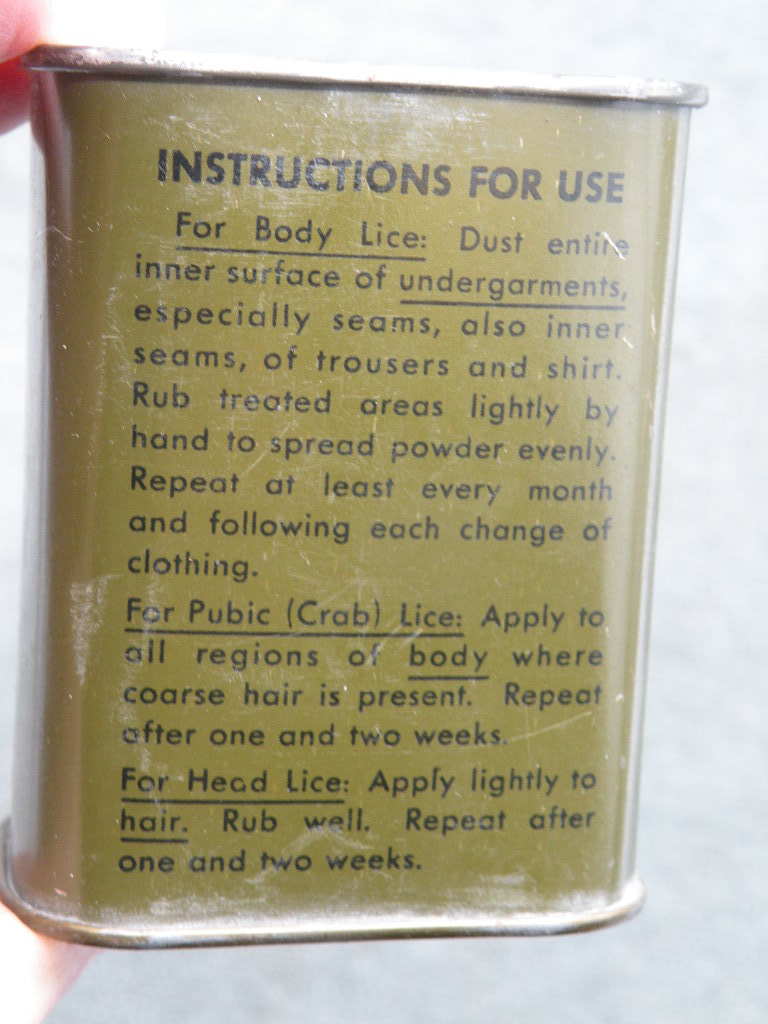 INSTRUCTIONS FOR USE
For Body Lice: Dust entire
inner surface of undergarments,
especially seams, also inner
seams, of trousers and shirt.
Rub treated areas lightly by
hand to spread powder evenly.
Repeat at least every month
and following each change of
clothing.
For Pubic (Crab) Lice: Apply to
all regions of body where
coarse hair is present. Repeat
after one and two weeks.
For Head Lice: Apply lightly to
hair. Rub well. Repeat after
one and two weeks.